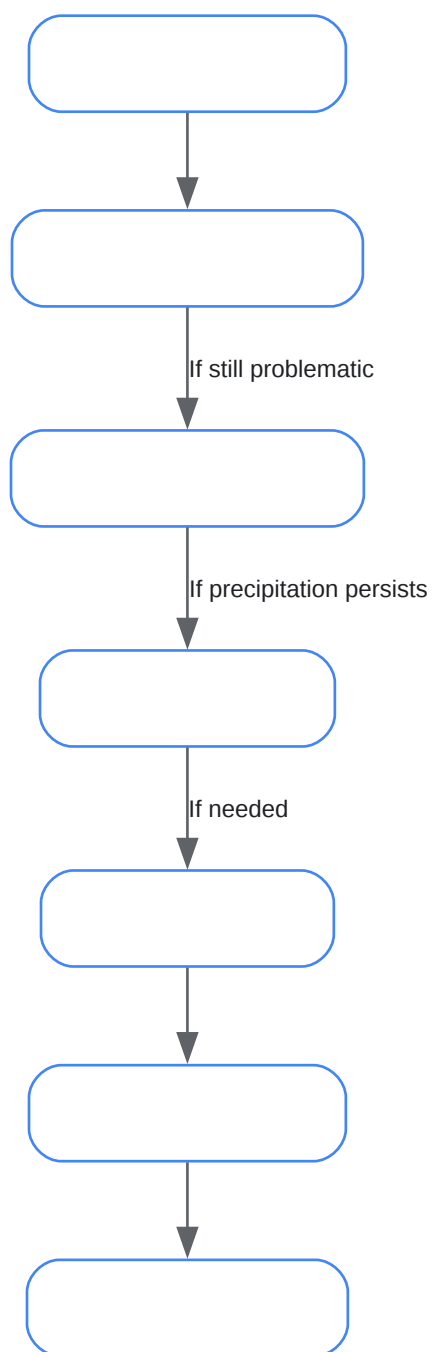 If still problematic
If precipitation persists
If needed